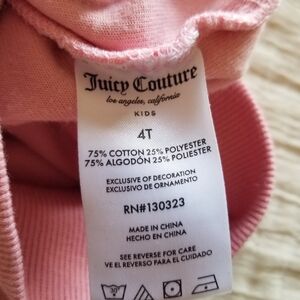 Juicy Couture
los angeles, california
KIDS
4T
75% COTTON 25% POLYESTER
75% ALGODÓN 25% POLIESTER
EXCLUSIVE OF DECORATION
EXCLUSIVO DE ORNAMENTO
RN#130323
MADE IN CHINA
HECHO EN CHINA
SEE REVERSE FOR CARE
VE EL REVERSO PARA EL CUIDADO
30